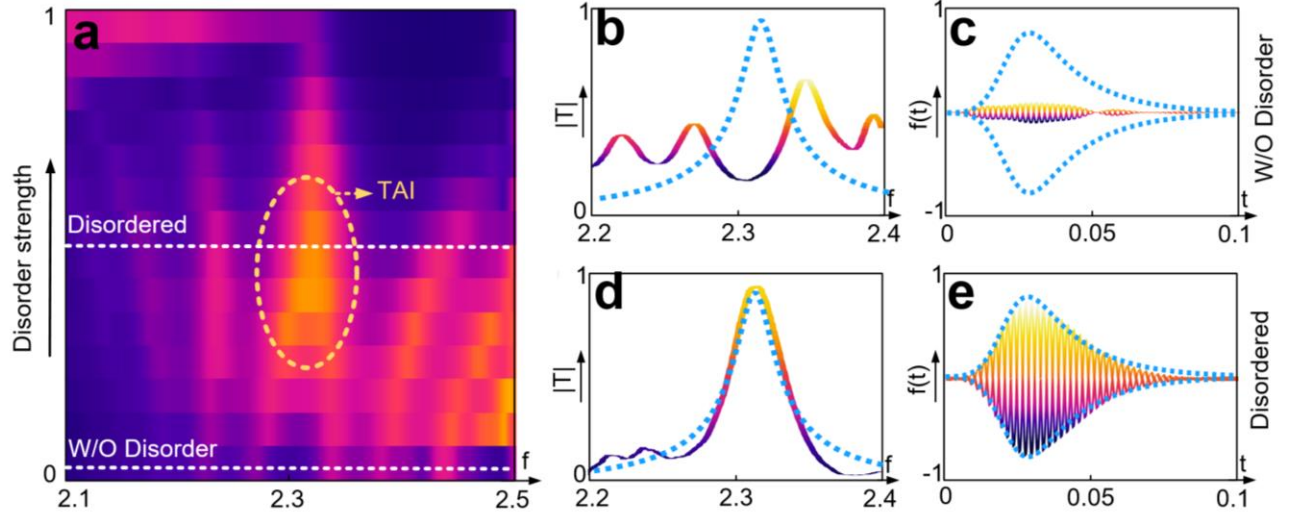 a
1
Disorder strength
0
TAI
Disordered
W/O Disorder
f
2.1
2.3
2.5
b
1
|T|
0
f
2.2
2.3
2.4
c
1
f(t)
-1
t
0
0.05
0.1
W/O Disorder
d
1
|T|
0
f
2.2
2.3
2.4
e
1
f(t)
-1
t
0
0.05
0.1
Disordered